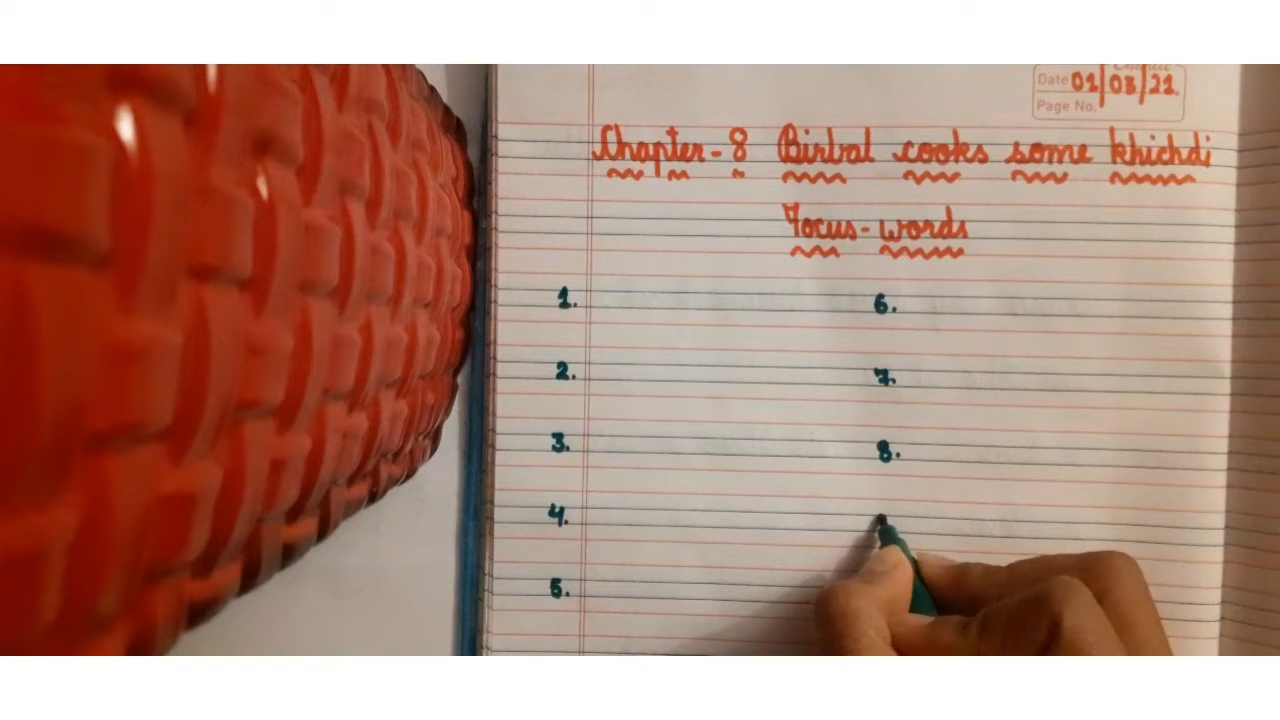 Date 01/03/21.
Page No.
Chapter-8 Birbal cooks some khichdi
Focus-words
1.
2.
3.
4.
5.
6.
7.
8.